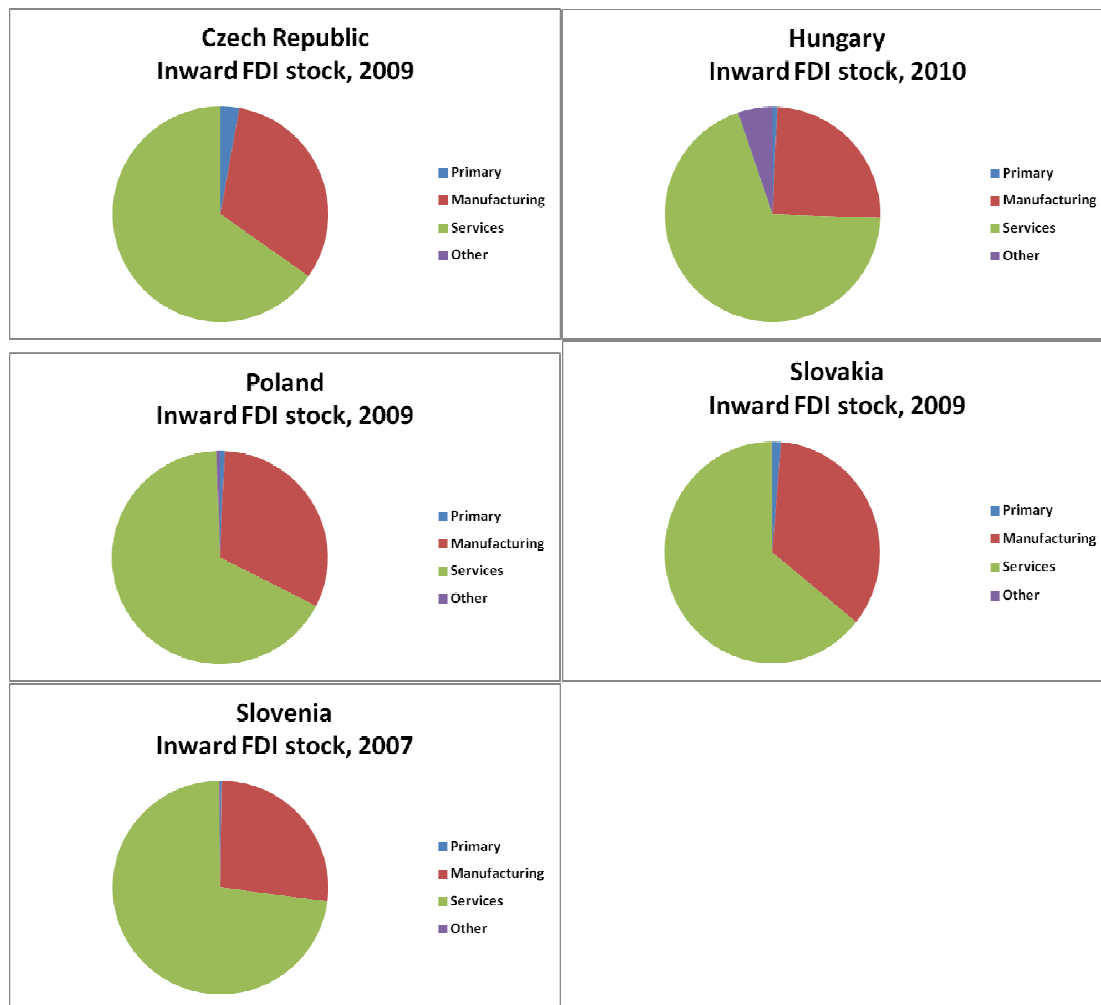 Czech Republic
Inward FDI stock, 2009
Primary
Manufacturing
Services
Other
Hungary
Inward FDI stock, 2010
Primary
Manufacturing
Services
Other
Poland
Inward FDI stock, 2009
Primary
Manufacturing
Services
Other
Slovakia
Inward FDI stock, 2009
Primary
Manufacturing
Services
Other
Slovenia
Inward FDI stock, 2007
Primary
Manufacturing
Services
Other